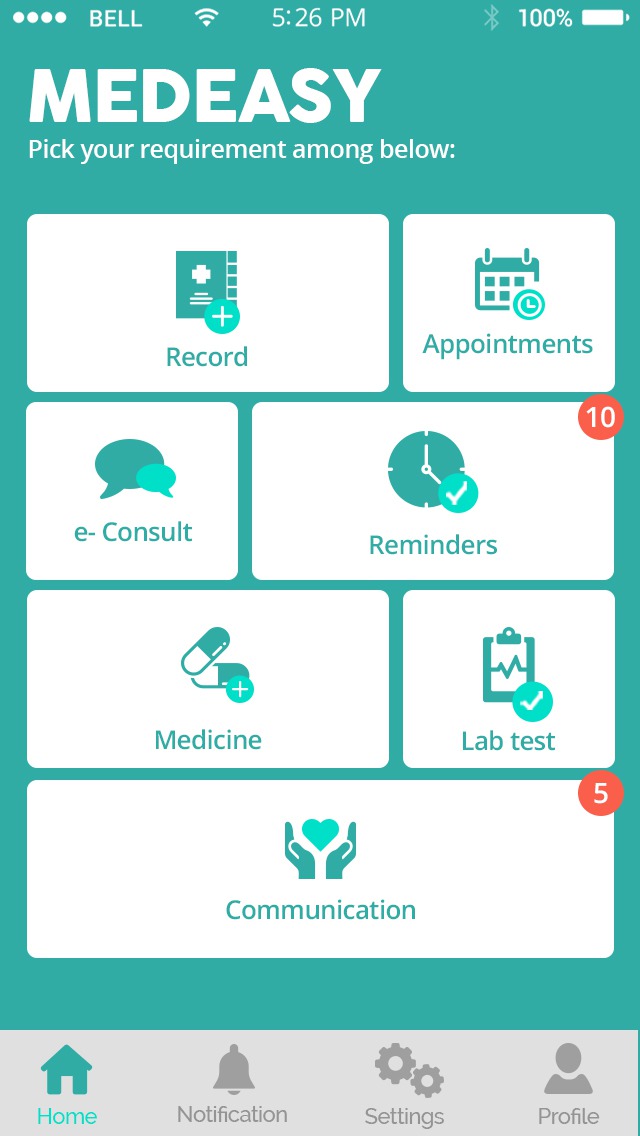 BELL 5:26 PM 100%
MEDEASY
Pick your requirement among below:
Record
Appointments
10
e- Consult
Reminders
Medicine
Lab test
5
Communication
Home Notification Settings Profile